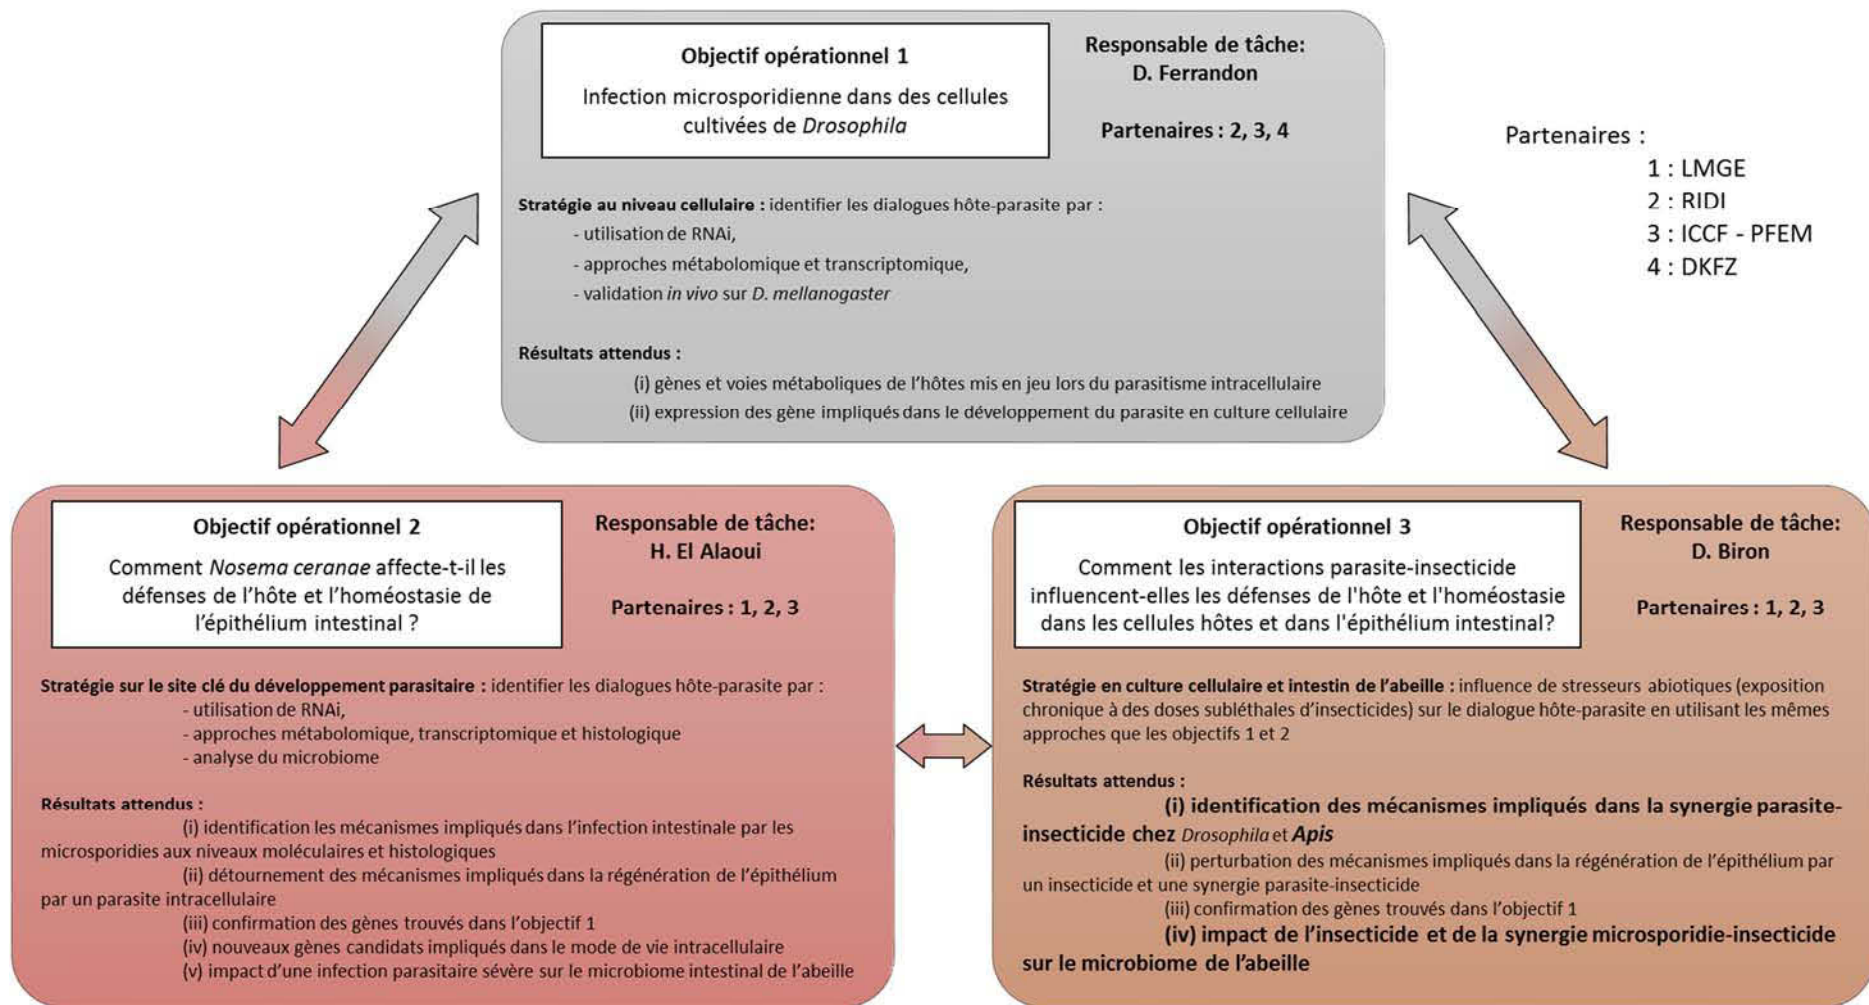 Objectif opérationnel 1
Infection microsporidienne dans des cellules
cultivées de Drosophila
Responsable de tâche:
D. Ferrandon
Partenaires : 2, 3, 4
Stratégie au niveau cellulaire : identifier les dialogues hôte-parasite par :
- utilisation de RNAi,
- approches métabolomique et transcriptomique,
- validation in vivo sur D. mellanogaster
Résultats attendus :
(i) gènes et voies métaboliques de l’hôtes mis en jeu lors du parasitisme intracellulaire
(ii) expression des gène impliqués dans le développement du parasite en culture cellulaire
Partenaires :
1 : LMGE
2 : RIDI
3 : ICCF - PFEM
4 : DKFZ
Objectif opérationnel 2
Comment Nosema ceranae affecte-t-il les
défenses de l’hôte et l’homéostasie de
l’épithélium intestinal ?
Responsable de tâche:
H. El Alaoui
Partenaires : 1, 2, 3
Stratégie sur le site clé du développement parasitaire : identifier les dialogues hôte-parasite par :
- utilisation de RNAi,
- approches métabolomique, transcriptomique et histologique
- analyse du microbiome
Résultats attendus :
(i) identification les mécanismes impliqués dans l’infection intestinale par les
microsporidies aux niveaux moléculaires et histologiques
(ii) détournement des mécanismes impliqués dans la régénération de l’épithélium
par un parasite intracellulaire
(iii) confirmation des gènes trouvés dans l’objectif 1
(iv) nouveaux gènes candidats impliqués dans le mode de vie intracellulaire
(v) impact d’une infection parasitaire sévère sur le microbiome intestinal de l’abeille
Objectif opérationnel 3
Comment les interactions parasite-insecticide
influencent-elles les défenses de l'hôte et l'homéostasie
dans les cellules hôtes et dans l'épithélium intestinal?
Responsable de tâche:
D. Biron
Partenaires : 1, 2, 3
Stratégie en culture cellulaire et intestin de l’abeille : influence de stresseurs abiotiques (exposition
chronique à des doses subléthales d’insecticides) sur le dialogue hôte-parasite en utilisant les mêmes
approches que les objectifs 1 et 2
Résultats attendus :
(i) identification des mécanismes impliqués dans la synergie parasite-
insecticide chez Drosophila et Apis
(ii) perturbation des mécanismes impliqués dans la régénération de l’épithélium par
un insecticide et une synergie parasite-insecticide
(iii) confirmation des gènes trouvés dans l’objectif 1
(iv) impact de l’insecticide et de la synergie microsporidie-insecticide
sur le microbiome de l’abeille